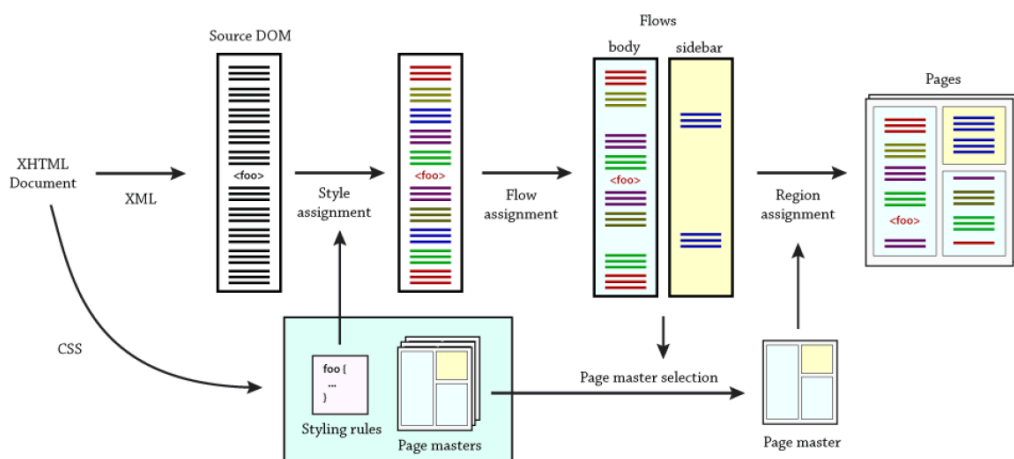 Flows
Source DOM
body
sidebar
Pages
XHTML
Document
XML
<foo>
Style
assignment
<foo>
Flow
assignment
<foo>
Region
assignment
<foo>
CSS
foo {
...
}
Styling rules
Page masters
Page master selection
Page master